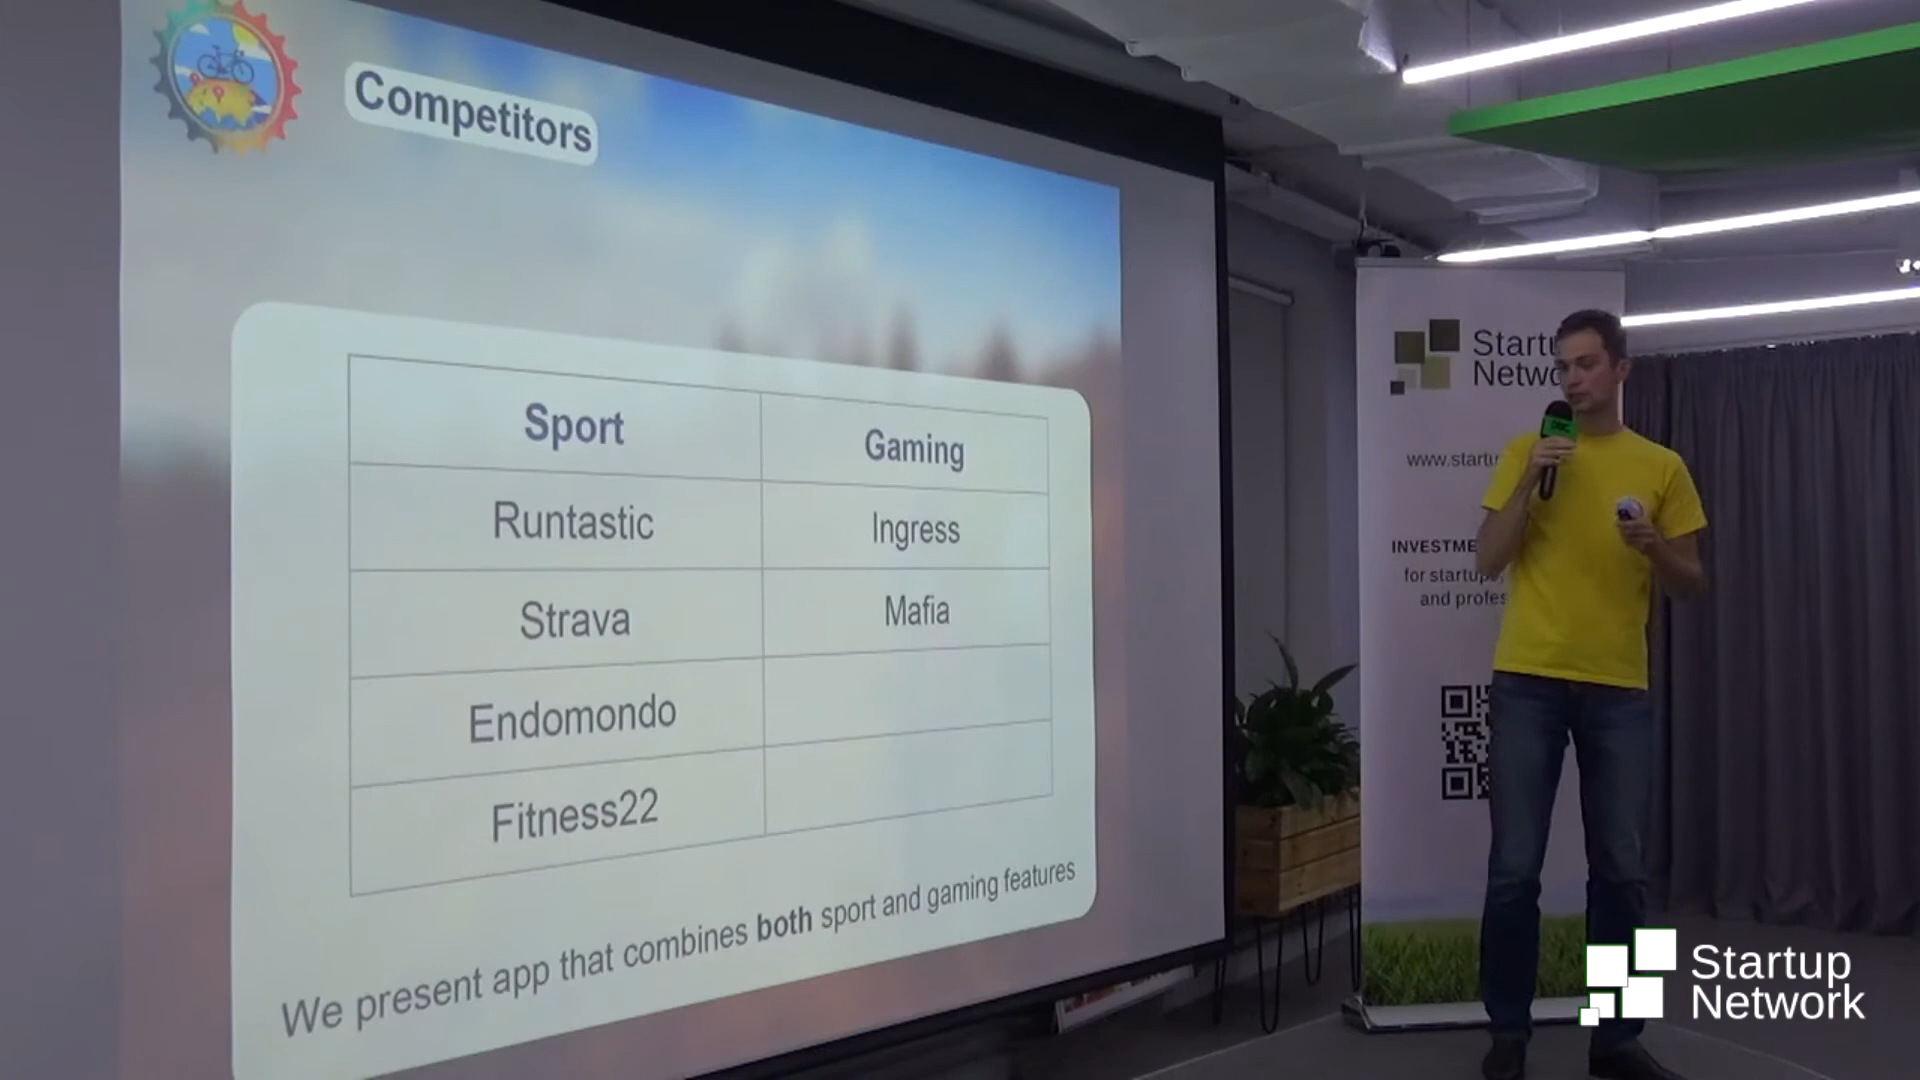 Competitors
Sport Gaming
Runtastic Ingress
Strava Mafia
Endomondo
Fitness22
We present app that combines both sport and gaming features
Startu
Netwo
www.startu
INVESTME
for startups,
and profes
Startup
Network